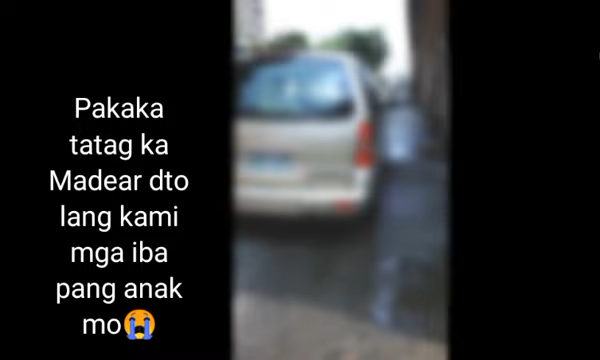 Pakaka
tatag ka
Madear dto
lang kami
mga iba
pang anak
mo😭